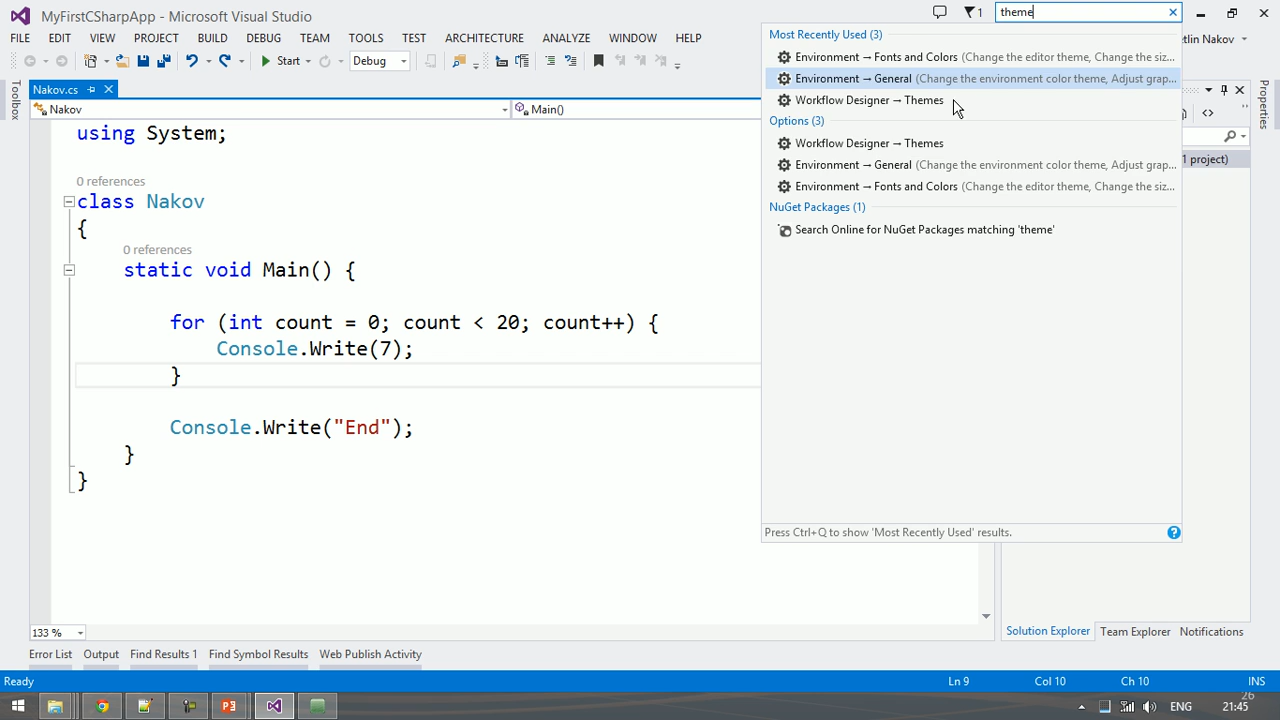 MyFirstCSharpApp - Microsoft Visual Studio
1
theme
FILE EDIT VIEW PROJECT BUILD DEBUG TEAM TOOLS TEST ARCHITECTURE ANALYZE WINDOW HELP
etlin Nakov
Start Debug
Nakov.cs
Toolbox
Nakov
Main()
using System;
0 references
class Nakov
{
0 references
static void Main() {
for (int count = 0; count < 20; count++) {
Console.Write(7);
}
Console.Write("End");
}
}
Most Recently Used (3)
Environment → Fonts and Colors (Change the editor theme, Change the siz...
Environment → General (Change the environment color theme, Adjust grap...
Workflow Designer → Themes
Options (3)
Workflow Designer → Themes
Environment → General (Change the environment color theme, Adjust grap...
Environment → Fonts and Colors (Change the editor theme, Change the siz...
NuGet Packages (1)
Search Online for NuGet Packages matching 'theme'
Press Ctrl+Q to show 'Most Recently Used' results.
1 project)
Properties
133 %
Solution Explorer Team Explorer Notifications
Error List Output Find Results 1 Find Symbol Results Web Publish Activity
Ready Ln 9 Col 10 Ch 10 INS
26
ENG 21:45